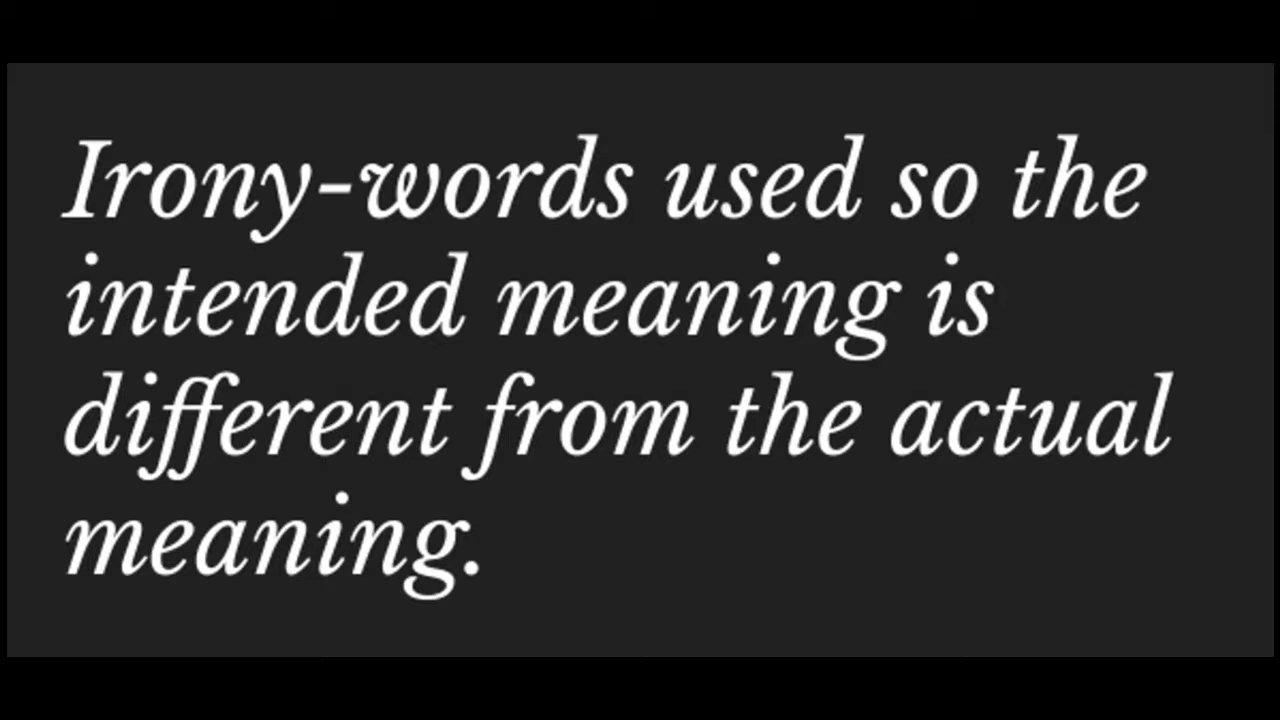 Irony-words used so the
intended meaning is
different from the actual
meaning.